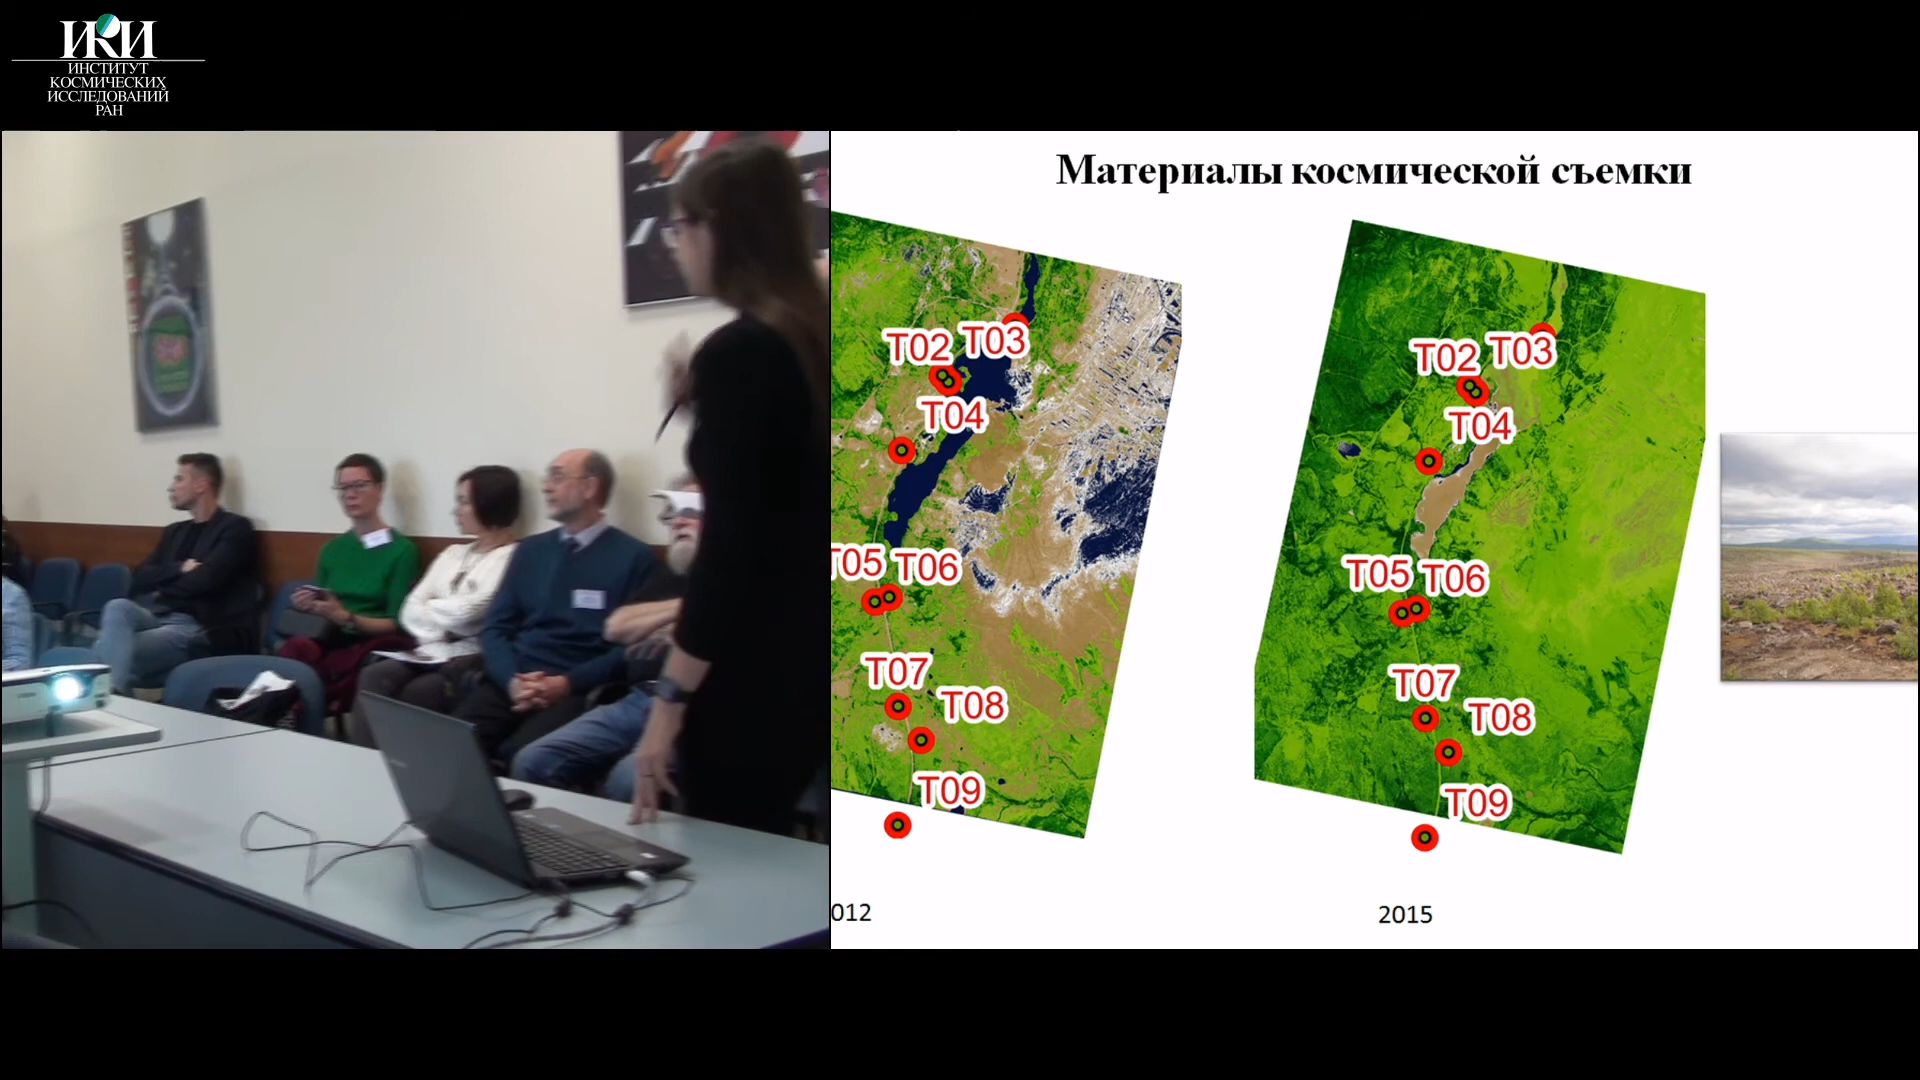 ИКИ
ИНСТИТУТ
КОСМИЧЕСКИХ
ИССЛЕДОВАНИЙ
РАН
Материалы космической съемки
T02 T03
T04
T05 T06
T07
T08
T09
012
T02 T03
T04
T05 T06
T07
T08
T09
2015